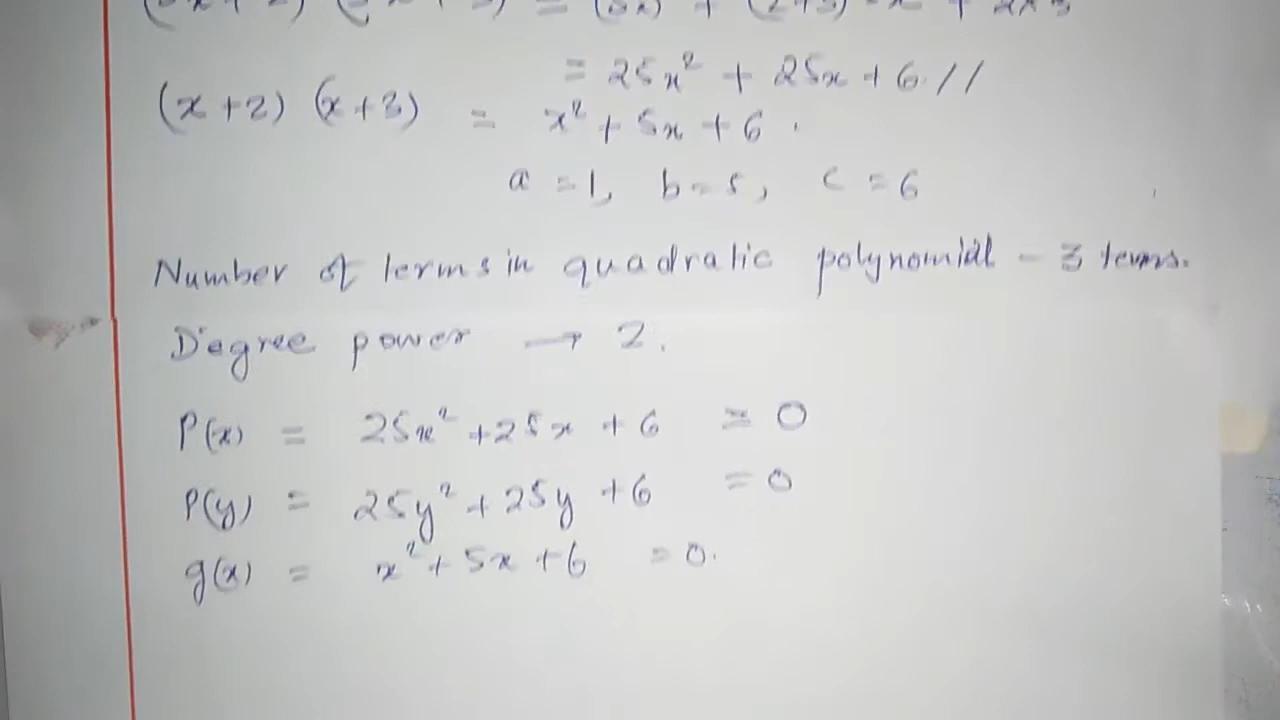 = 25x² + 25x + 6 //
(x+2) (x+3) = x² + 5x + 6 .
a = 1, b = 5, c = 6
Number of terms in quadratic polynomial - 3 terms.
Degree power → 2.
P(x) = 25x² + 25x + 6 = 0
P(y) = 25y² + 25y + 6 = 0
g(x) = x² + 5x + 6 = 0.